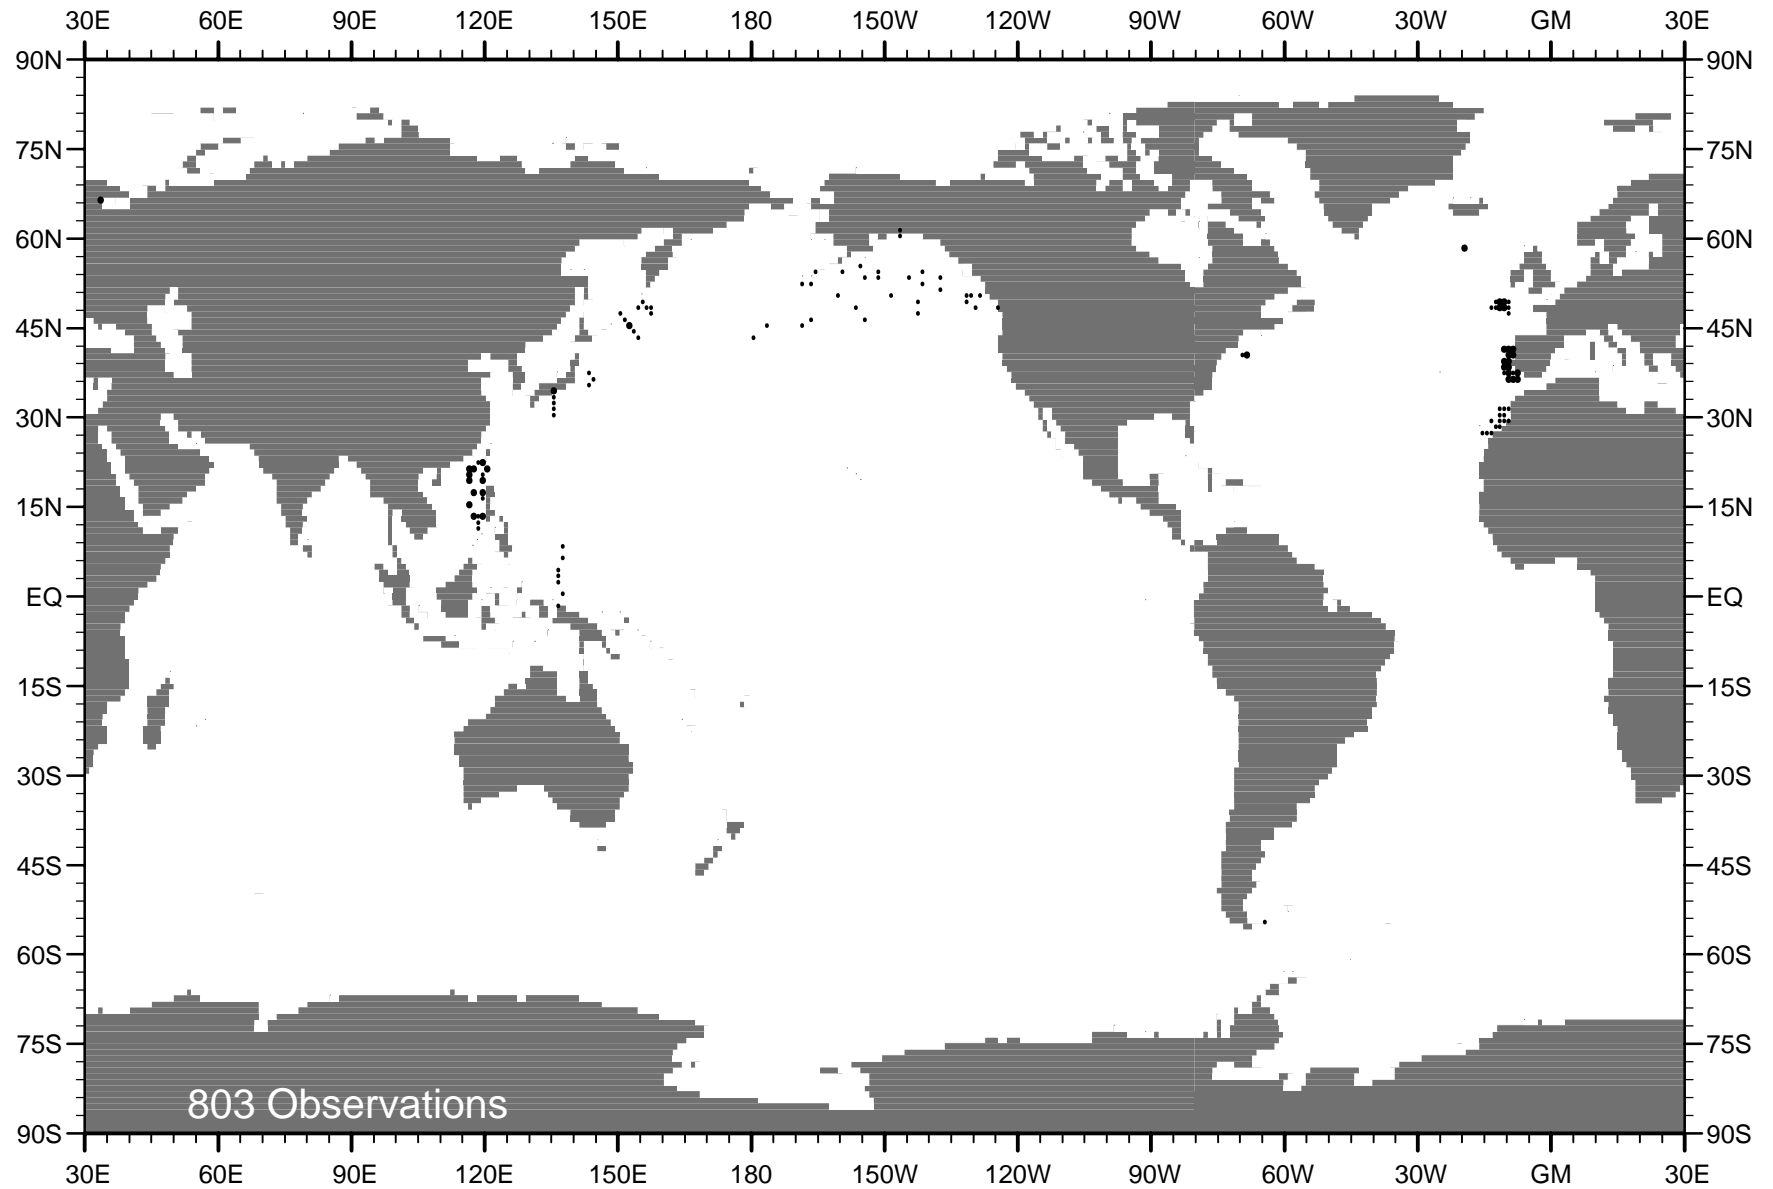 30E 60E 90E 120E 150E 180 150W 120W 90W 60W 30W GM 30E
90N 90N
75N 75N
60N 60N
45N 45N
30N 30N
15N 15N
EQ EQ
15S 15S
30S 30S
45S 45S
60S 60S
75S 75S
803 Observations
90S 90S
30E 60E 90E 120E 150E 180 150W 120W 90W 60W 30W GM 30E